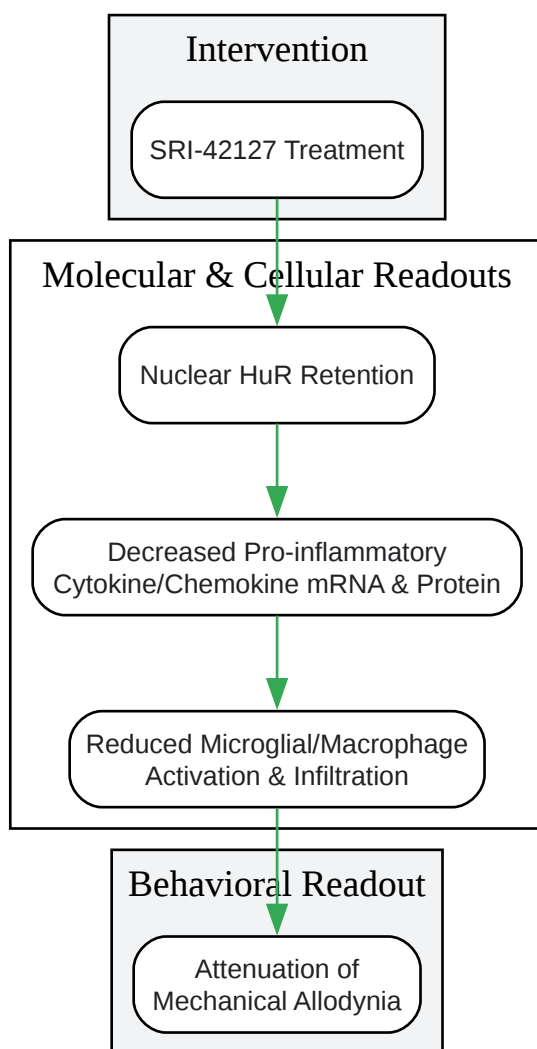 Intervention
SRI-42127 Treatment
Molecular & Cellular Readouts
Nuclear HuR Retention
Decreased Pro-inflammatory
Cytokine/Chemokine mRNA & Protein
Reduced Microglial/Macrophage
Activation & Infiltration
Behavioral Readout
Attenuation of
Mechanical Allodynia